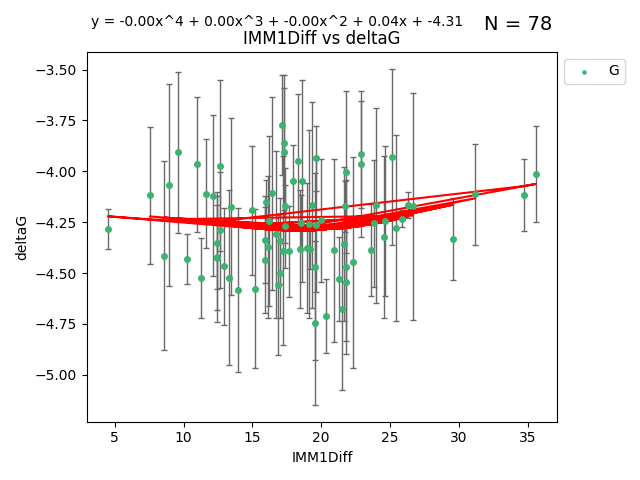 y = -0.00x^4 + 0.00x^3 + -0.00x^2 + 0.04x + -4.31
N = 78
IMM1Diff vs deltaG
G
deltaG
−3.50
−3.75
−4.00
−4.25
−4.50
−4.75
−5.00
5 10 15 20 25 30 35
IMM1Diff